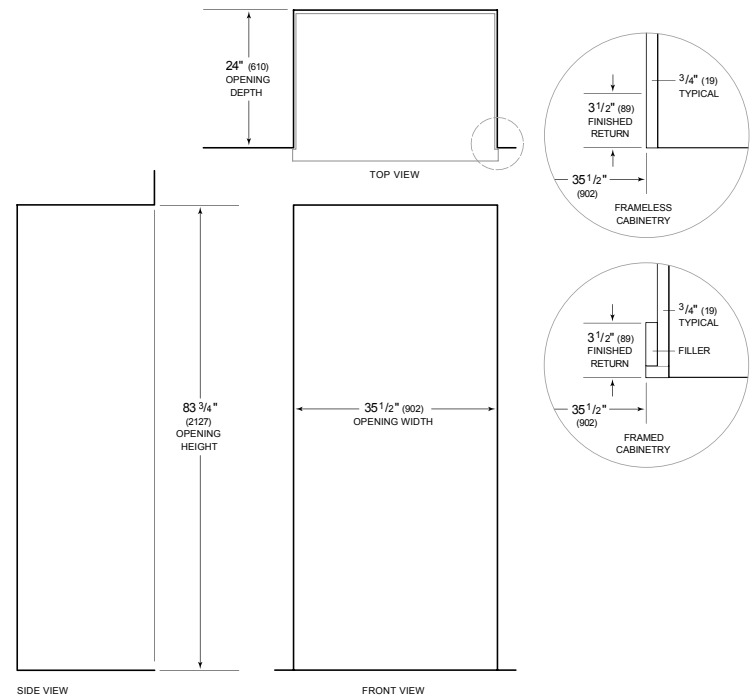 24" (610)
OPENING
DEPTH
TOP VIEW
3/4" (19)
TYPICAL
3 1/2" (89)
FINISHED
RETURN
35 1/2"
(902)
FRAMELESS
CABINETRY
3/4" (19)
TYPICAL
3 1/2" (89)
FINISHED
RETURN
FILLER
35 1/2"
(902)
FRAMED
CABINETRY
83 3/4"
(2127)
OPENING
HEIGHT
35 1/2" (902)
OPENING WIDTH
SIDE VIEW
FRONT VIEW